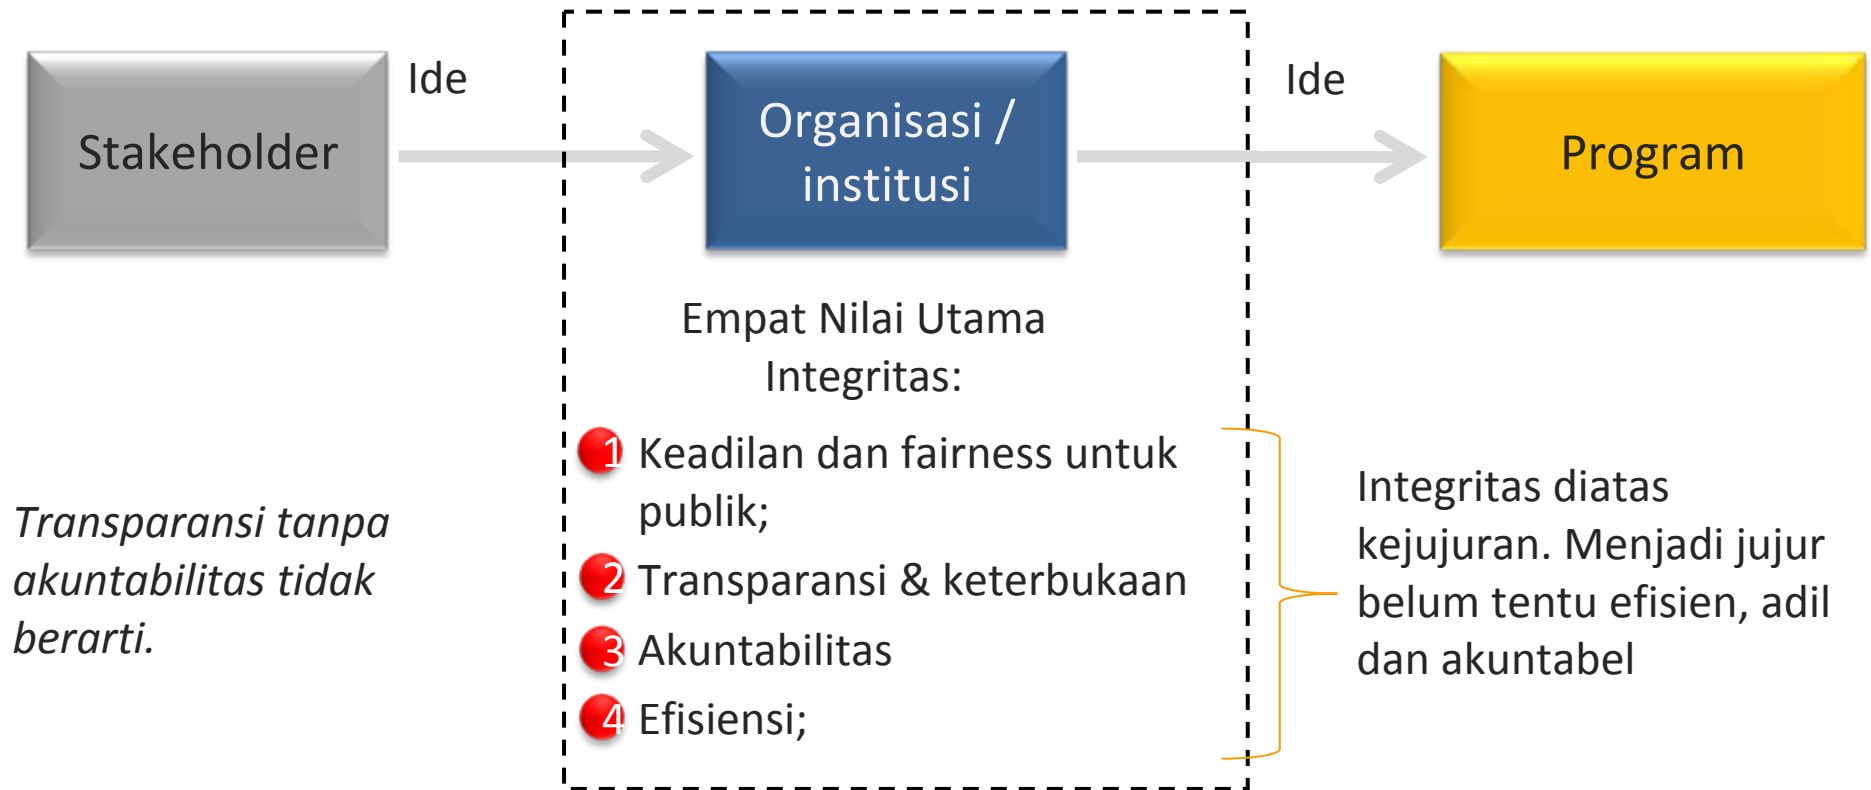 Stakeholder
Ide
Organisasi /
institusi
Ide
Program
Empat Nilai Utama
Integritas:
1 Keadilan dan fairness untuk
publik;
2 Transparansi & keterbukaan
3 Akuntabilitas
4 Efisiensi;
Transparansi tanpa
akuntabilitas tidak
berarti.
Integritas diatas
kejujuran. Menjadi jujur
belum tentu efisien, adil
dan akuntabel